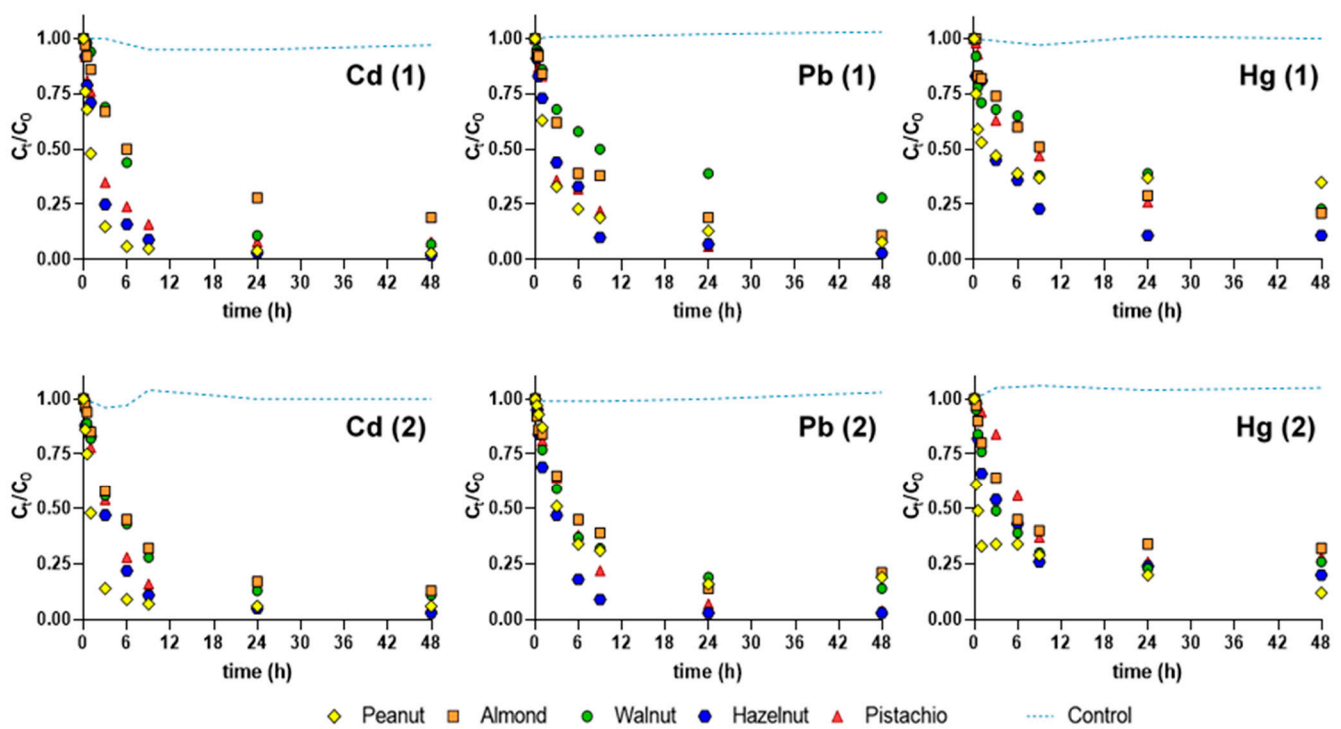 Cd (1)
1.00
0.75
0.50
0.25
0.00
Ct/C0
0 6 12 18 24 30 36 42 48
time (h)
Pb (1)
1.00
0.75
0.50
0.25
0.00
Ct/C0
0 6 12 18 24 30 36 42 48
time (h)
Hg (1)
1.00
0.75
0.50
0.25
0.00
Ct/C0
0 6 12 18 24 30 36 42 48
time (h)
Cd (2)
1.00
0.75
0.50
0.25
0.00
Ct/C0
0 6 12 18 24 30 36 42 48
time (h)
Pb (2)
1.00
0.75
0.50
0.25
0.00
Ct/C0
0 6 12 18 24 30 36 42 48
time (h)
Hg (2)
1.00
0.75
0.50
0.25
0.00
Ct/C0
0 6 12 18 24 30 36 42 48
time (h)
Peanut Almond Walnut Hazelnut Pistachio Control